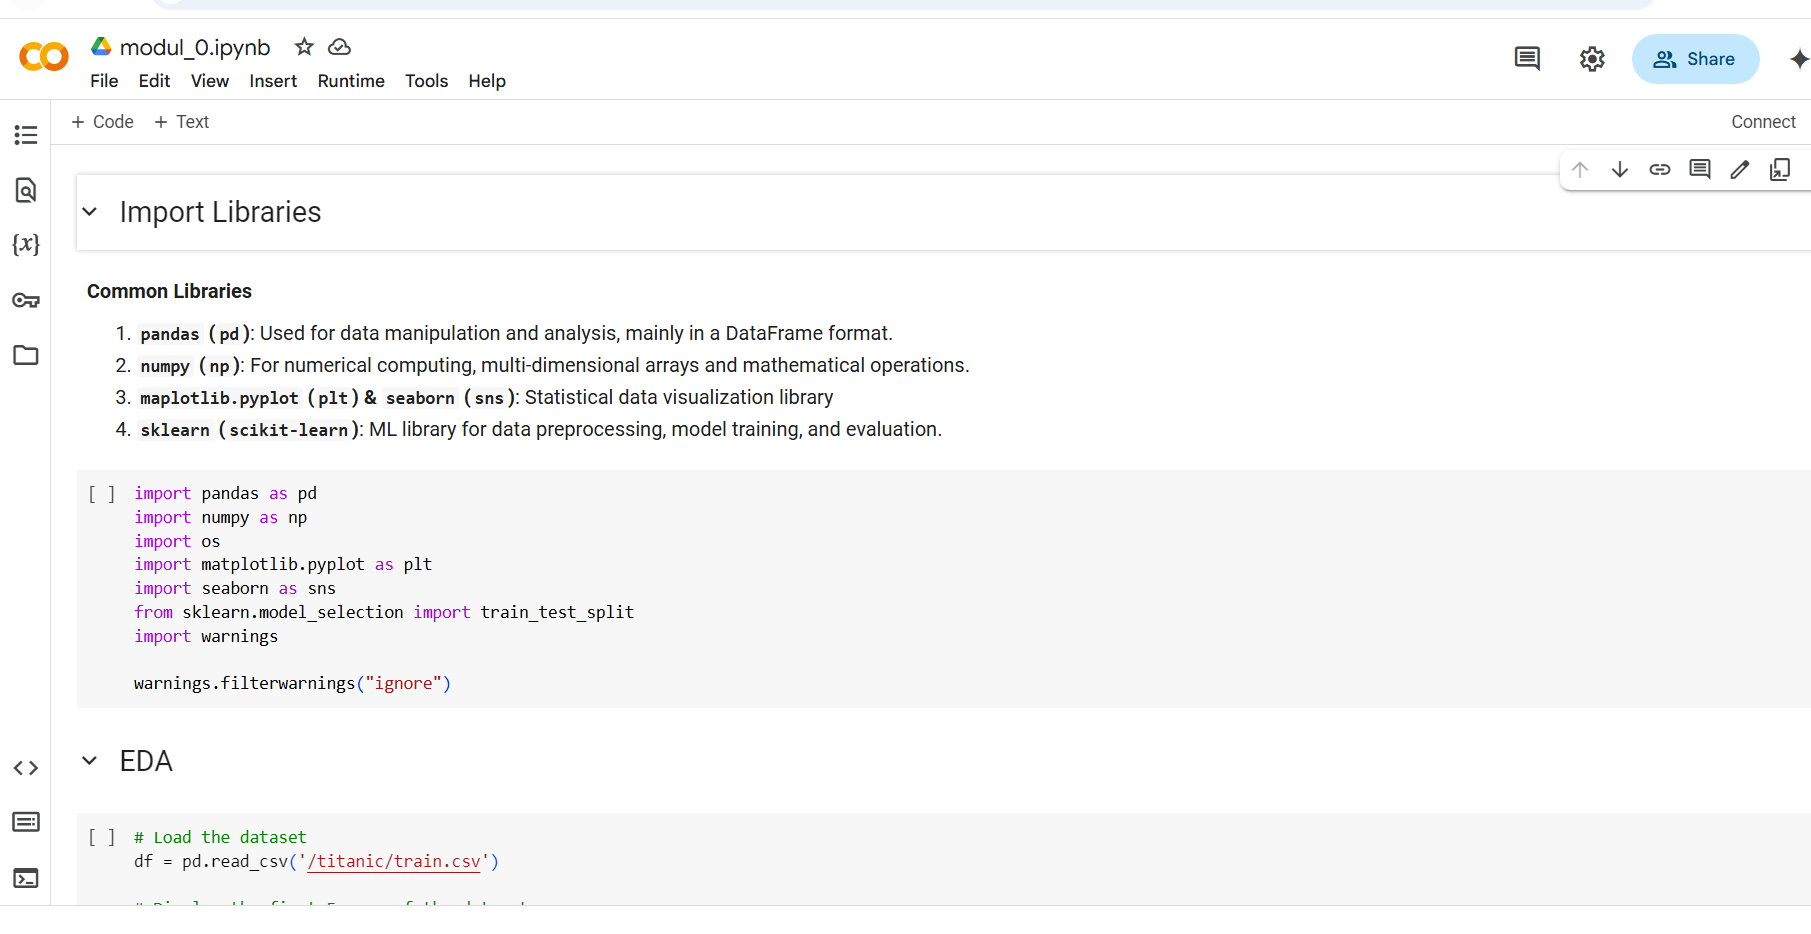 modul_0.ipynb
File Edit View Insert Runtime Tools Help
Share
+ Code + Text
Connect
Import Libraries
Common Libraries
1. pandas (pd): Used for data manipulation and analysis, mainly in a DataFrame format.
2. numpy (np): For numerical computing, multi-dimensional arrays and mathematical operations.
3. maplotlib.pyplot (plt) & seaborn (sns): Statistical data visualization library
4. sklearn (scikit-learn): ML library for data preprocessing, model training, and evaluation.
[ ] import pandas as pd
import numpy as np
import os
import matplotlib.pyplot as plt
import seaborn as sns
from sklearn.model_selection import train_test_split
import warnings
warnings.filterwarnings("ignore")
EDA
[ ] # Load the dataset
df = pd.read_csv('/titanic/train.csv')